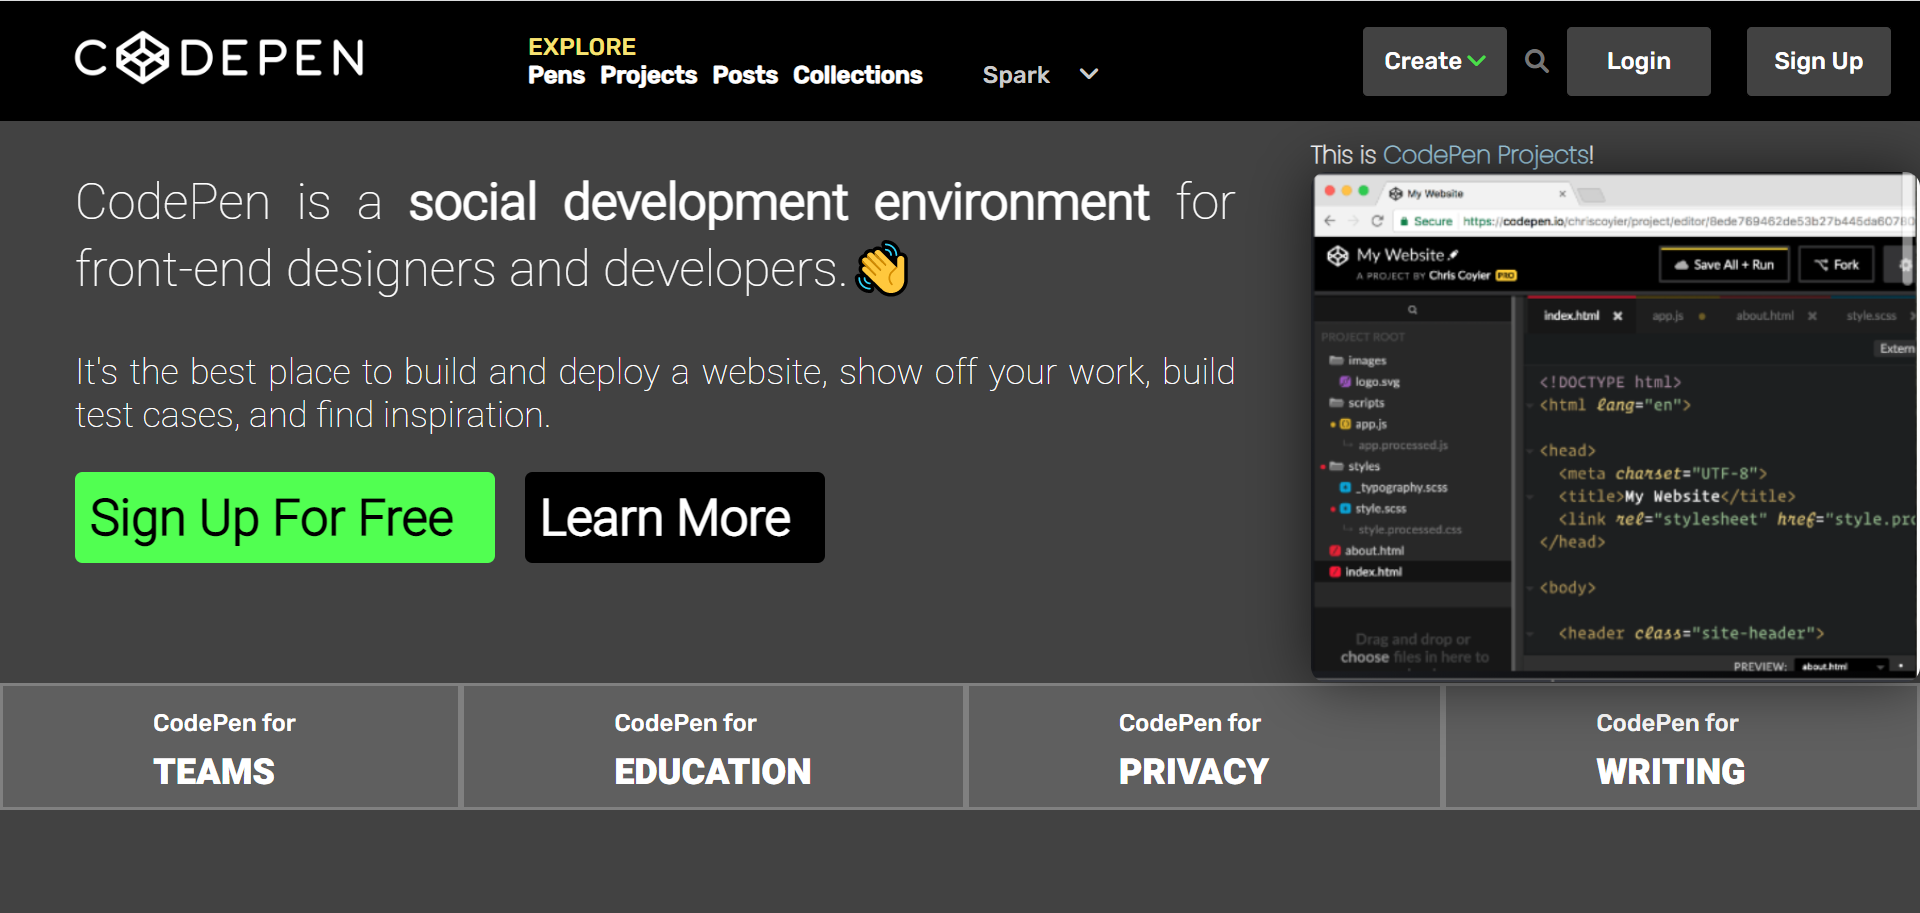 CODEPEN
EXPLORE
Pens Projects Posts Collections
Spark
Create
Login
Sign Up
CodePen is a social development environment for
front-end designers and developers.
It's the best place to build and deploy a website, show off your work, build
test cases, and find inspiration.
Sign Up For Free
Learn More
This is CodePen Projects!
My Website
Secure https://codepen.io/chriscoyier/project/editor/8ede769462de53b27b445da60780
My Website
A PROJECT BY Chris Coyier PRO
Save All + Run
Fork
index.html
app.js
about.html
style.scss
PROJECT ROOT
Extern
images
logo.svg
scripts
app.js
app.processed.js
styles
_typography.scss
style.scss
style.processed.css
about.html
index.html
Drag and drop or
choose files in here to
<!DOCTYPE html>
<html lang="en">
<head>
<meta charset="UTF-8">
<title>My Website</title>
<link rel="stylesheet" href="style.pro
</head>
<body>
<header class="site-header">
PREVIEW: about.html
CodePen for
TEAMS
CodePen for
EDUCATION
CodePen for
PRIVACY
CodePen for
WRITING